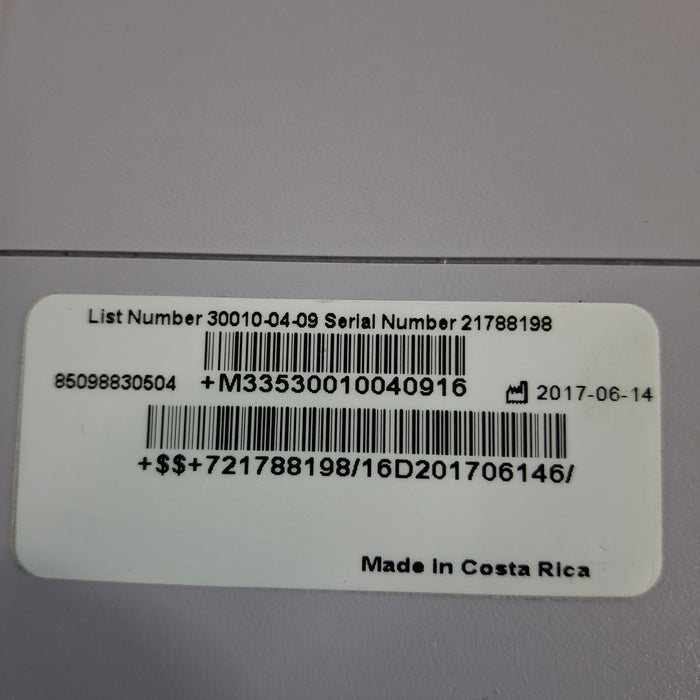 List Number 30010-04-09 Serial Number 21788198
85098830504 +M33530010040916 2017-06-14
+$$+721788198/16D201706146/
Made In Costa Rica